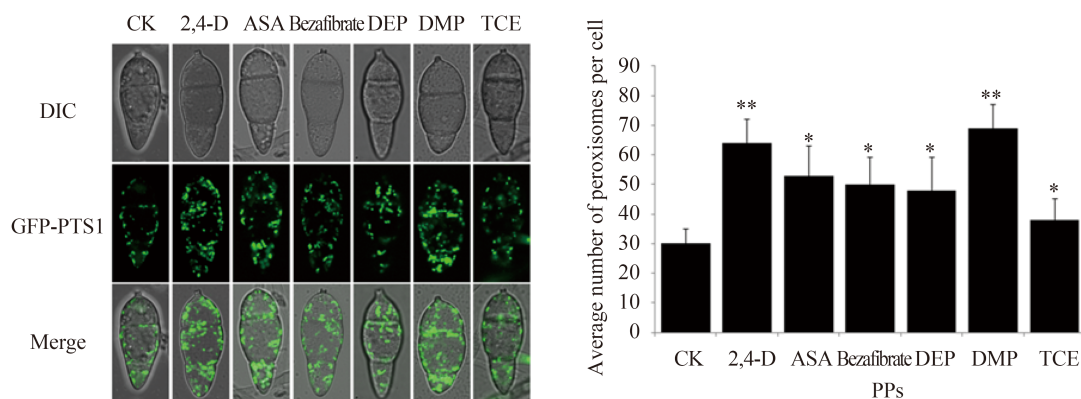 CK 2,4-D ASA Bezafibrate DEP DMP TCE
DIC
GFP-PTS1
Merge
Average number of peroxisomes per cell
90
80
70
60
50
40
30
20
10
0
**
*
*
*
**
*
CK 2,4-D ASA Bezafibrate DEP DMP TCE
PPs